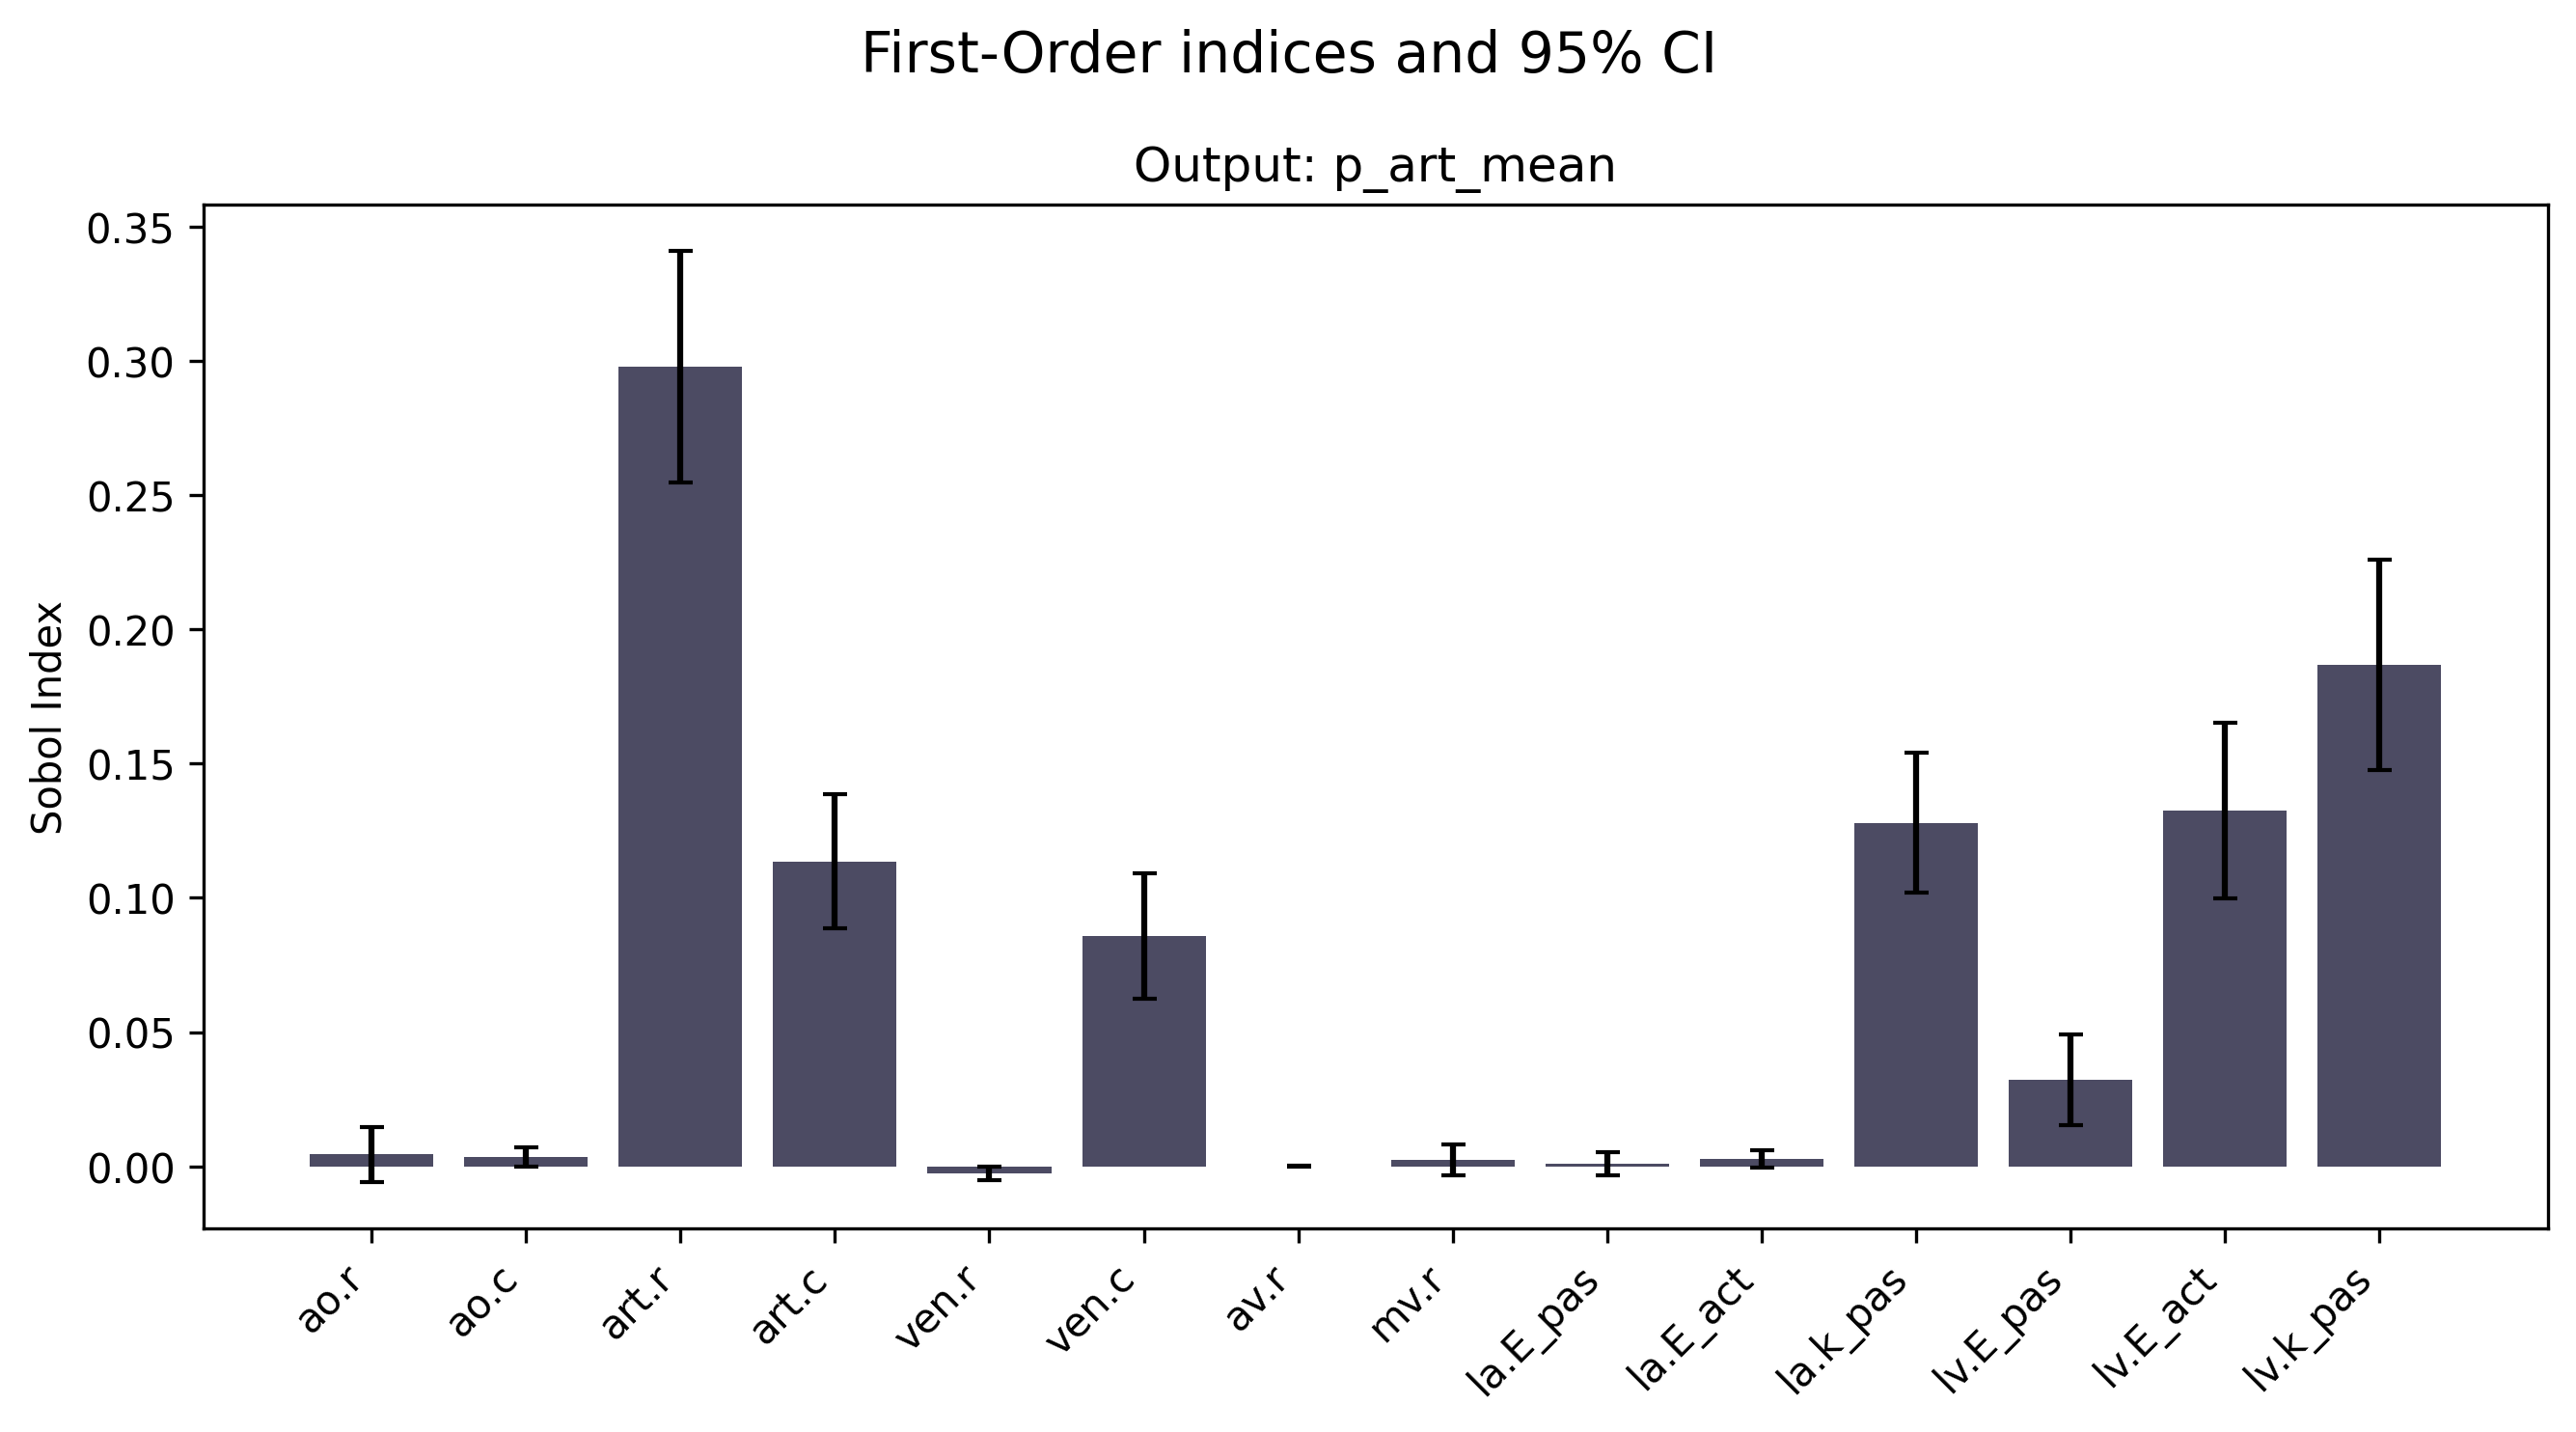 First-Order indices and 95% CI
Output: p_art_mean
Sobol Index
0.35
0.30
0.25
0.20
0.15
0.10
0.05
0.00
ao.r
ao.c
art.r
art.c
ven.r
ven.c
av.r
mv.r
la.E_pas
la.E_act
la.k_pas
lv.E_pas
lv.E_act
lv.k_pas